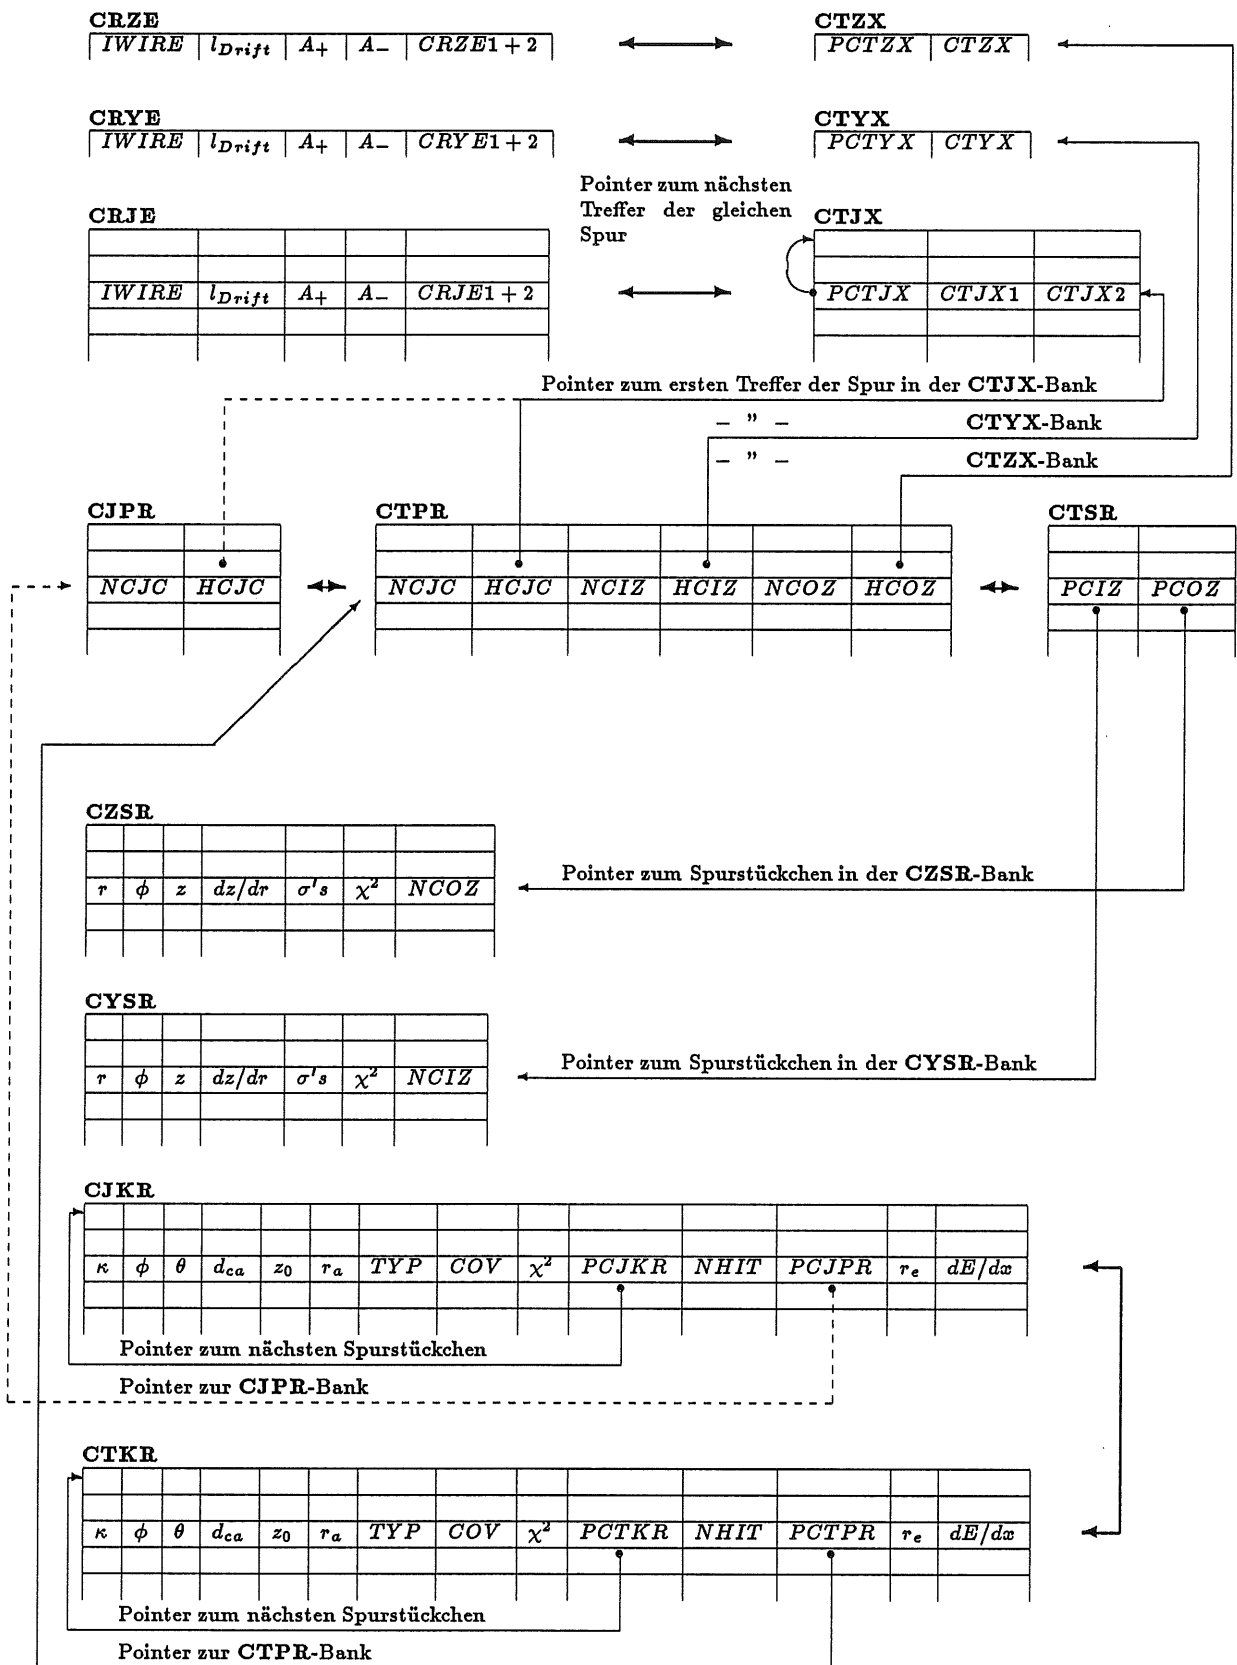 CRZE CTZX
IWIRE l_Drift A+ A− CRZE1 + 2 PCTZX CTZX
CRYE CTYX
IWIRE l_Drift A+ A− CRYE1 + 2 PCTYX CTYX
Pointer zum nächsten
Treffer der gleichen
Spur
CRJE CTJX
IWIRE l_Drift A+ A− CRJE1 + 2 PCTJX CTJX1 CTJX2
Pointer zum ersten Treffer der Spur in der CTJX-Bank
– " – CTYX-Bank
– " – CTZX-Bank
CJPR CTPR CTSR
NCJC HCJC NCJC HCJC NCIZ HCIZ NCOZ HCOZ PCIZ PCOZ
CZSR
r ϕ z dz/dr σ's χ² NCOZ
Pointer zum Spurstückchen in der CZSR-Bank
CYSR
r ϕ z dz/dr σ's χ² NCIZ
Pointer zum Spurstückchen in der CYSR-Bank
CJKR
κ ϕ θ d_ca z₀ r_a TYP COV χ² PCJKR NHIT PCJPR r_e dE/dx
Pointer zum nächsten Spurstückchen
Pointer zur CJPR-Bank
CTKR
κ ϕ θ d_ca z₀ r_a TYP COV χ² PCTKR NHIT PCTPR r_e dE/dx
Pointer zum nächsten Spurstückchen
Pointer zur CTPR-Bank